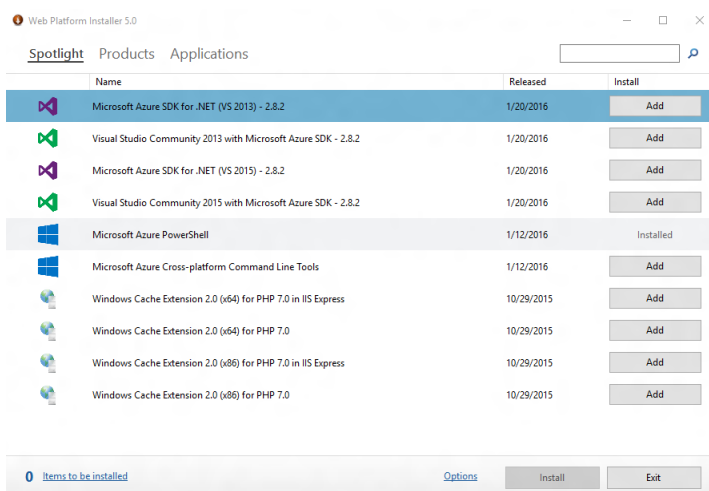 Web Platform Installer 5.0
Spotlight Products Applications
Name Released Install
Microsoft Azure SDK for .NET (VS 2013) - 2.8.2 1/20/2016 Add
Visual Studio Community 2013 with Microsoft Azure SDK - 2.8.2 1/20/2016 Add
Microsoft Azure SDK for .NET (VS 2015) - 2.8.2 1/20/2016 Add
Visual Studio Community 2015 with Microsoft Azure SDK - 2.8.2 1/20/2016 Add
Microsoft Azure PowerShell 1/12/2016 Installed
Microsoft Azure Cross-platform Command Line Tools 1/12/2016 Add
Windows Cache Extension 2.0 (x64) for PHP 7.0 in IIS Express 10/29/2015 Add
Windows Cache Extension 2.0 (x64) for PHP 7.0 10/29/2015 Add
Windows Cache Extension 2.0 (x86) for PHP 7.0 in IIS Express 10/29/2015 Add
Windows Cache Extension 2.0 (x86) for PHP 7.0 10/29/2015 Add
0 Items to be installed Options Install Exit